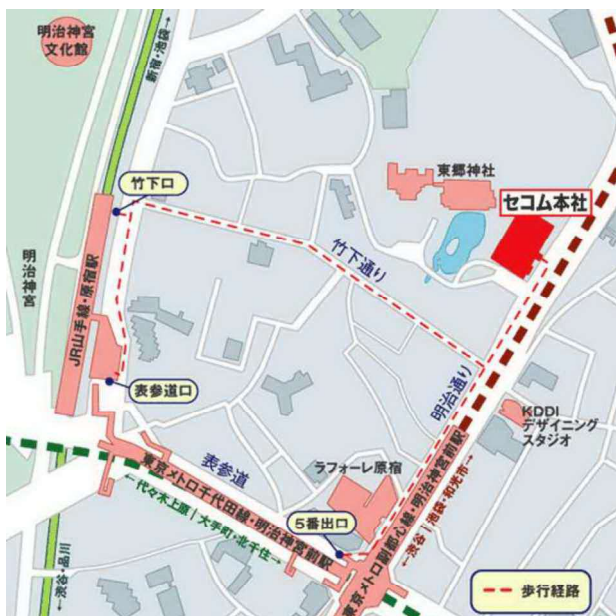 明治神宮
文化館
新宿・池袋→
竹下口
東郷神社
セコム本社
竹下通り
明治神宮
JR山手線・原宿駅
表参道口
明治通り
KDDI
デザイニング
スタジオ
表参道
ラフォーレ原宿
東京メトロ千代田線・明治神宮前駅
←代々木上原｜大手町・北千住→
5番出口
東京メトロ副都心線・明治神宮前駅
←渋谷｜池袋・和光市→
←渋谷・品川
歩行経路